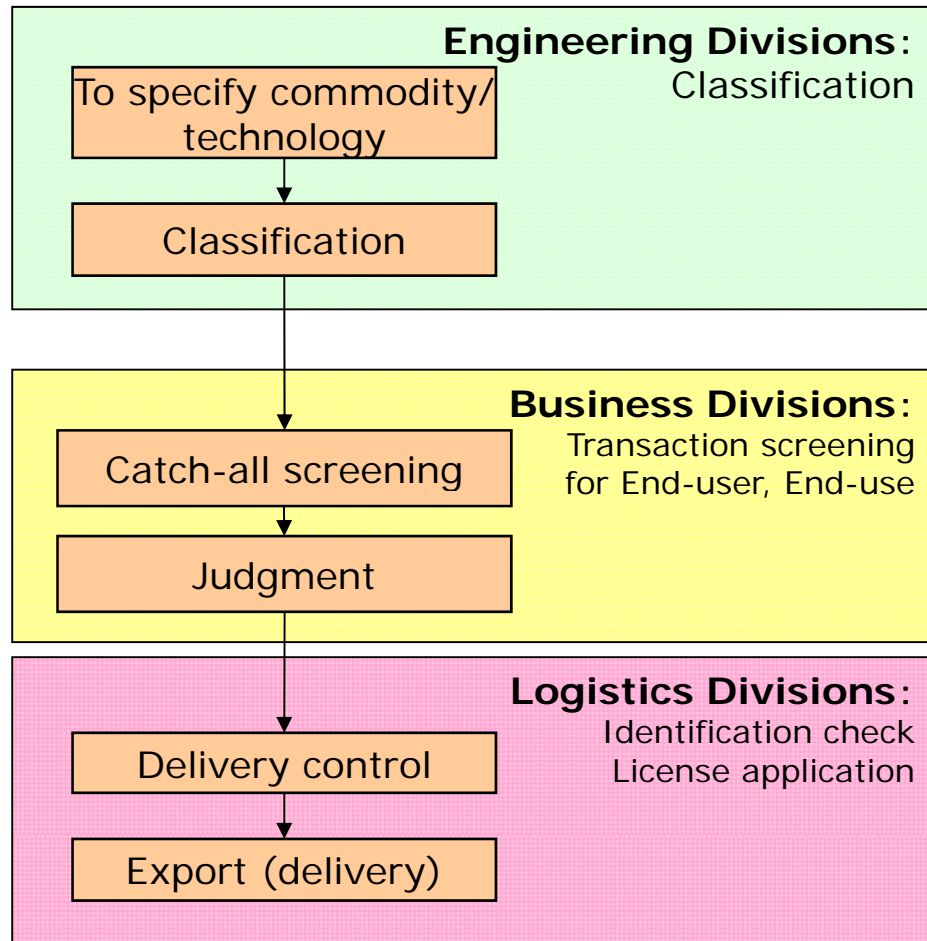 Engineering Divisions:
Classification
To specify commodity/
technology
Classification
Business Divisions:
Transaction screening
for End-user, End-use
Catch-all screening
Judgment
Logistics Divisions:
Identification check
License application
Delivery control
Export (delivery)